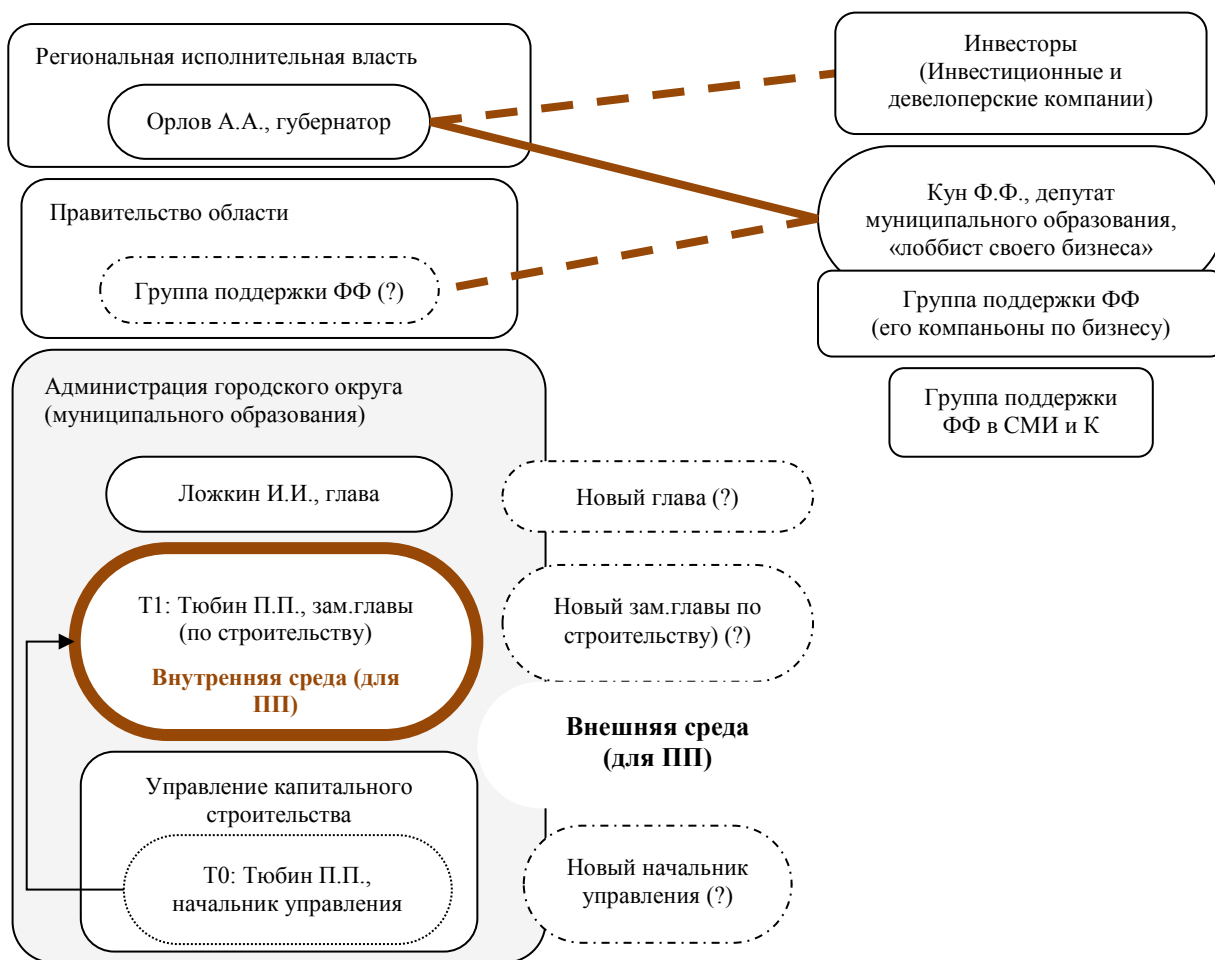 Региональная исполнительная власть
Орлов А.А., губернатор
Инвесторы
(Инвестиционные и
девелоперские компании)
Правительство области
Группа поддержки ФФ (?)
Кун Ф.Ф., депутат
муниципального образования,
«лоббист своего бизнеса»
Группа поддержки ФФ
(его компаньоны по бизнесу)
Группа поддержки
ФФ в СМИ и К
Администрация городского округа
(муниципального образования)
Ложкин И.И., глава
Новый глава (?)
Т1: Тюбин П.П., зам.главы
(по строительству)
Внутренняя среда (для
ПП)
Новый зам.главы по
строительству) (?)
Внешняя среда
(для ПП)
Управление капитального
строительства
Т0: Тюбин П.П.,
начальник управления
Новый начальник
управления (?)